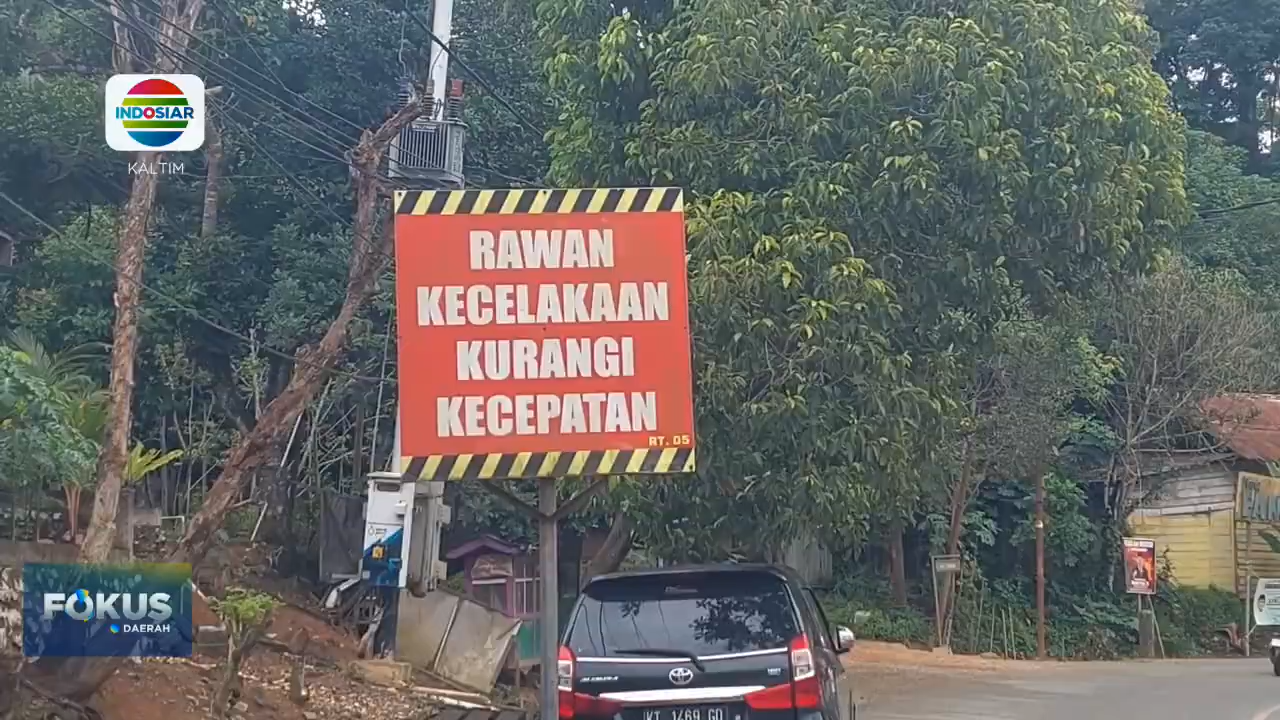 INDOSIAR
KALTIM
RAWAN
KECELAKAAN
KURANGI
KECEPATAN
RT. 05
FOKUS
DAERAH
KT 1469 GD